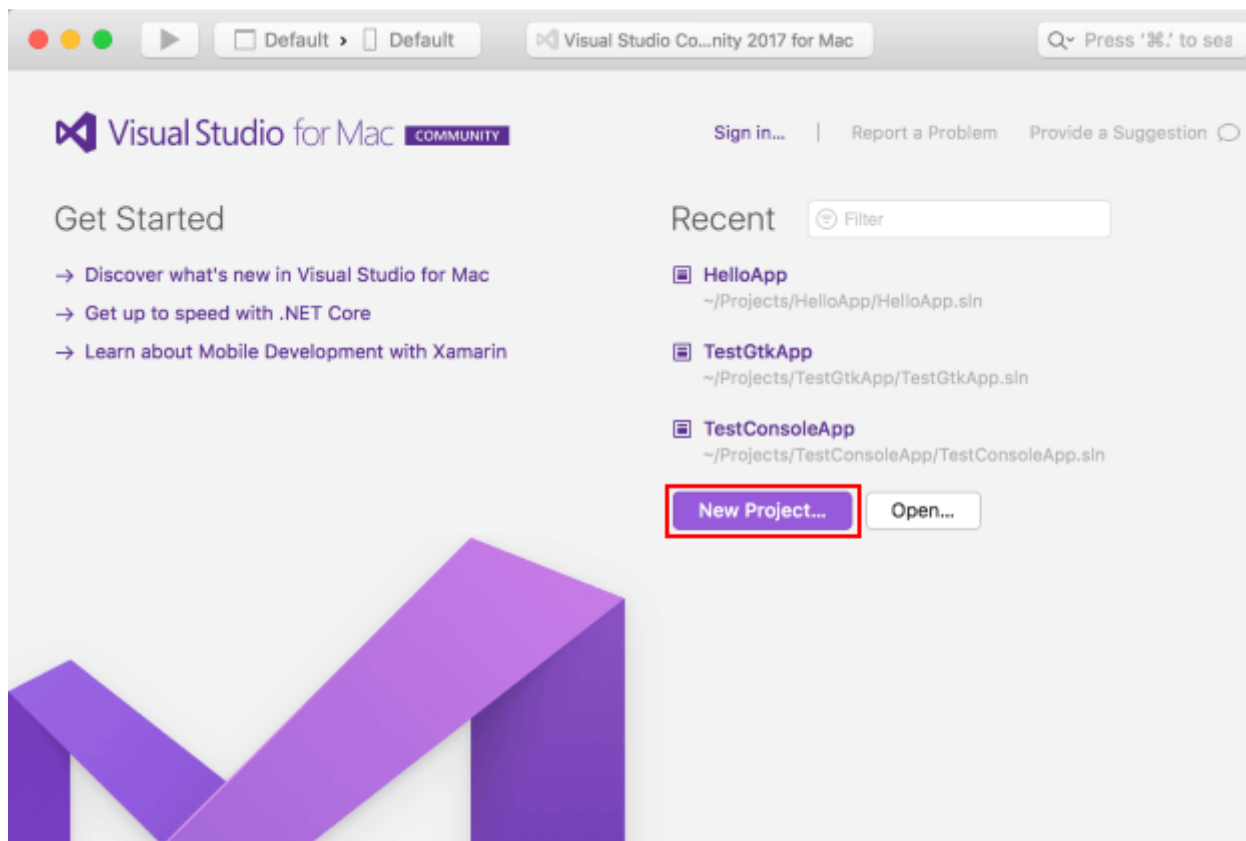 Default > Default
Visual Studio Co...nity 2017 for Mac
Press '⌘.' to sea
Visual Studio for Mac COMMUNITY
Sign in... | Report a Problem Provide a Suggestion
Get Started
→ Discover what's new in Visual Studio for Mac
→ Get up to speed with .NET Core
→ Learn about Mobile Development with Xamarin
Recent
Filter
HelloApp
~/Projects/HelloApp/HelloApp.sln
TestGtkApp
~/Projects/TestGtkApp/TestGtkApp.sln
TestConsoleApp
~/Projects/TestConsoleApp/TestConsoleApp.sln
New Project...
Open...